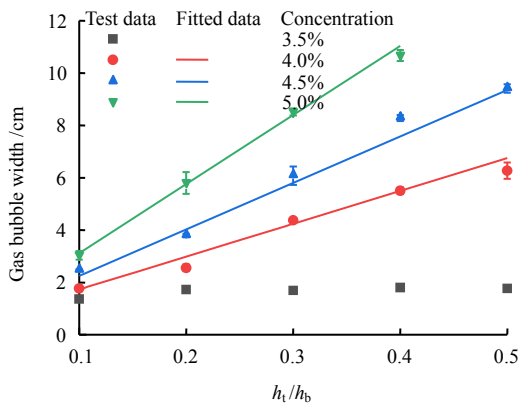 Test data Fitted data Concentration
3.5%
4.0%
4.5%
5.0%
Gas bubble width /cm
12
10
8
6
4
2
0
0.1 0.2 0.3 0.4 0.5
hₜ/h_b